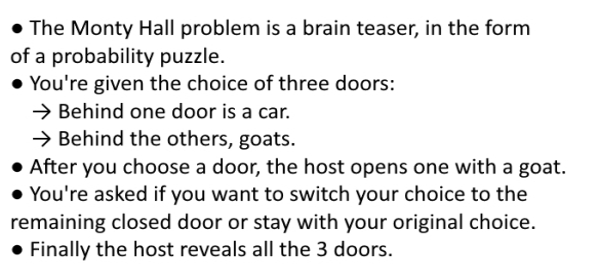 ● The Monty Hall problem is a brain teaser, in the form
of a probability puzzle.
● You're given the choice of three doors:
→ Behind one door is a car.
→ Behind the others, goats.
● After you choose a door, the host opens one with a goat.
● You're asked if you want to switch your choice to the
remaining closed door or stay with your original choice.
● Finally the host reveals all the 3 doors.